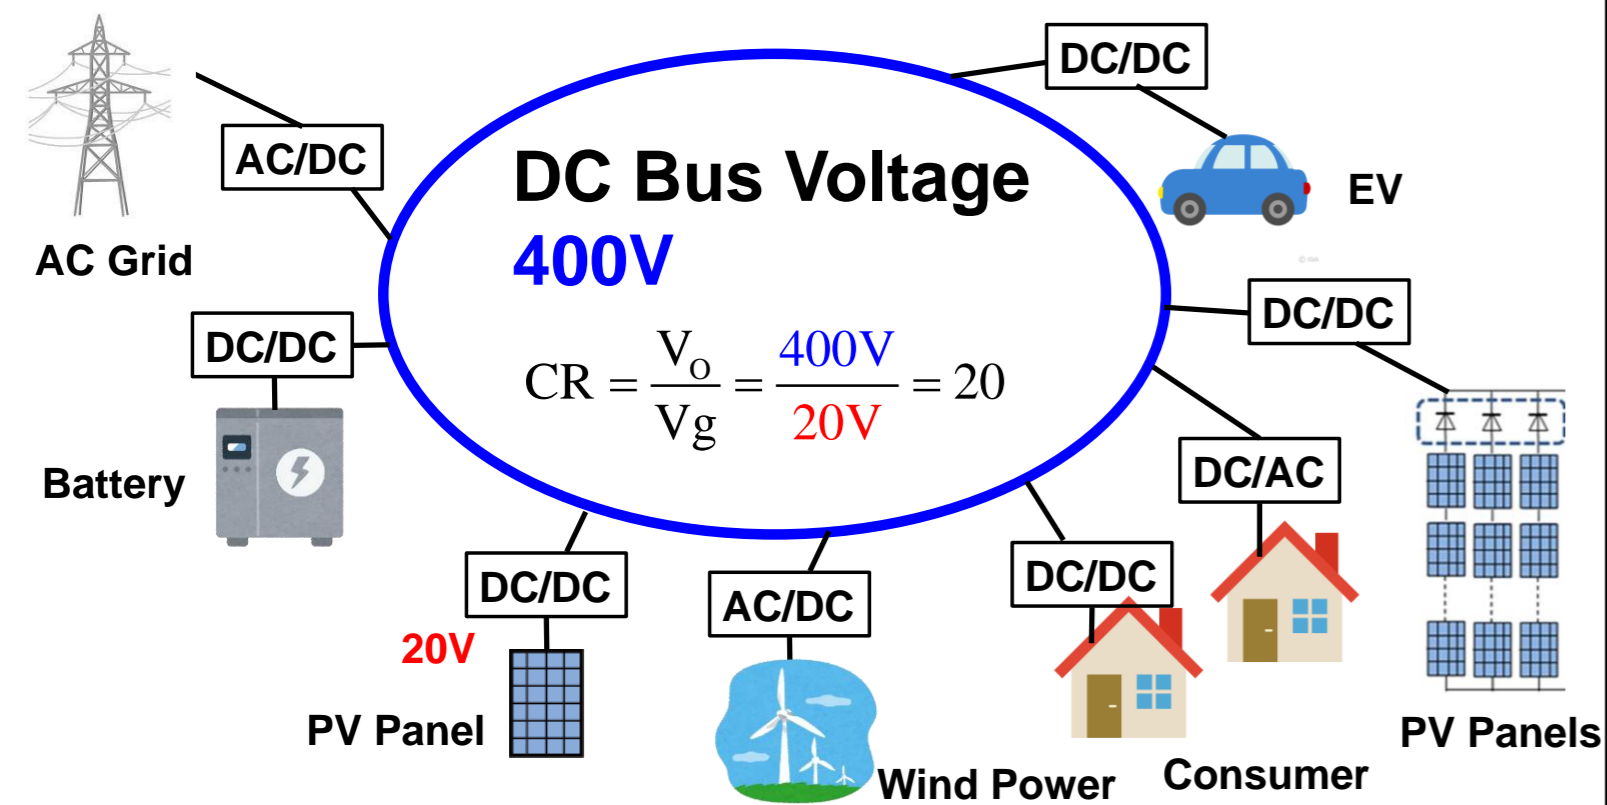 DC/DC
AC/DC
DC Bus Voltage
400V
EV
AC Grid
DC/DC
DC/DC
CR = Vo/Vg = 400V/20V = 20
Battery
DC/AC
DC/DC
DC/DC
AC/DC
20V
PV Panel
PV Panels
Wind Power
Consumer